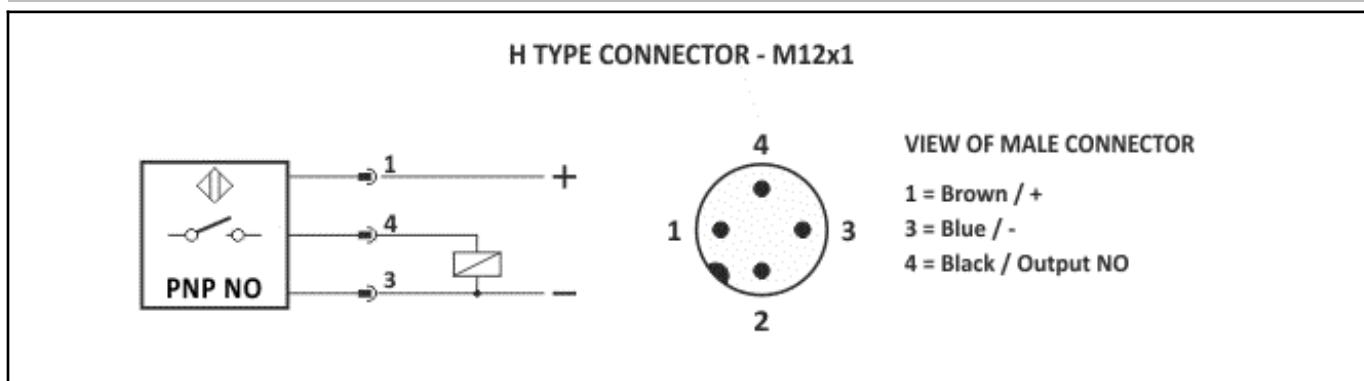 H TYPE CONNECTOR - M12x1
1
+
4
3
−
PNP NO
4
1
3
2
VIEW OF MALE CONNECTOR
1 = Brown / +
3 = Blue / -
4 = Black / Output NO